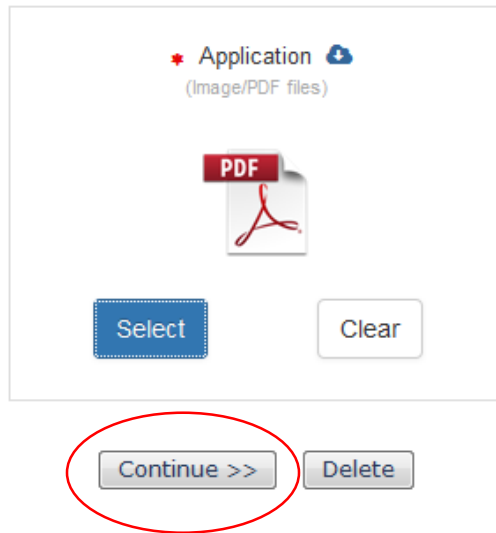 * Application
(Image/PDF files)
PDF
Select Clear
Continue >> Delete